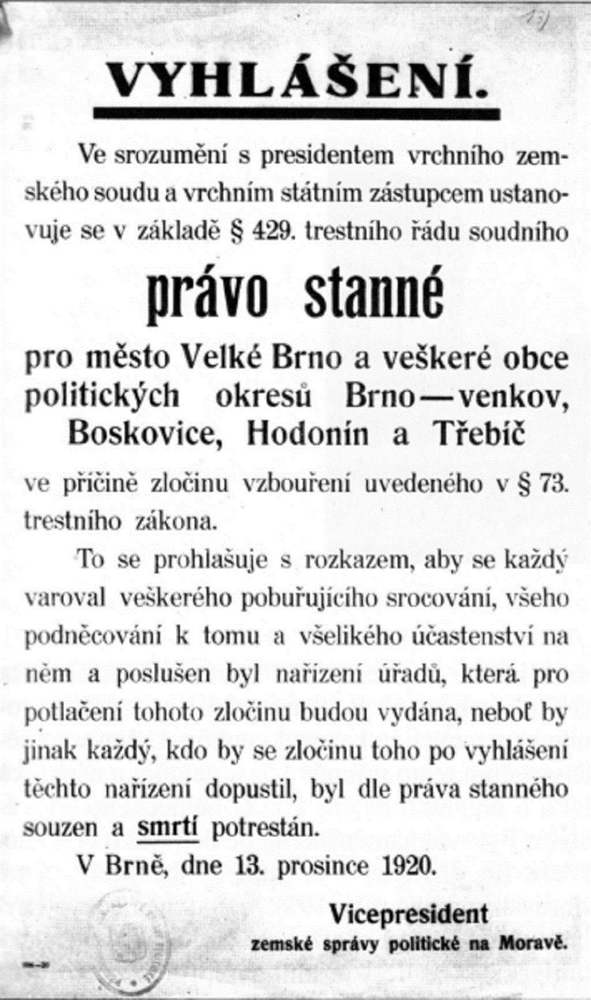 13)
VYHLÁŠENÍ.
Ve srozumění s presidentem vrchního zem-
ského soudu a vrchním státním zástupcem ustano-
vuje se v základě § 429. trestního řádu soudního
právo stanné
pro město Velké Brno a veškeré obce
politických okresů Brno—venkov,
Boskovice, Hodonín a Třebíč
ve příčině zločinu vzbouření uvedeného v § 73.
trestního zákona.
To se prohlašuje s rozkazem, aby se každý
varoval veškerého pobuřujícího srocování, všeho
podněcování k tomu a všelikého účastenství na
něm a poslušen byl nařízení úřadů, která pro
potlačení tohoto zločinu budou vydána, neboť by
jinak každý, kdo by se zločinu toho po vyhlášení
těchto nařízení dopustil, byl dle práva stanného
souzen a smrtí potrestán.
V Brně, dne 13. prosince 1920.
Vicepresident
zemské správy politické na Moravě.